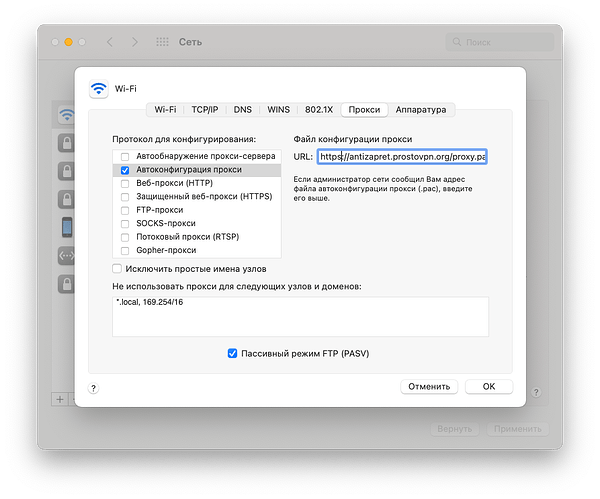 Сеть
Поиск
Wi-Fi
Wi-Fi TCP/IP DNS WINS 802.1X Прокси Аппаратура
Протокол для конфигурирования:
Автообнаружение прокси-сервера
Автоконфигурация прокси
Веб-прокси (HTTP)
Защищенный веб-прокси (HTTPS)
FTP-прокси
SOCKS-прокси
Потоковый прокси (RTSP)
Gopher-прокси
Файл конфигурации прокси
URL: https://antizapret.prostovpn.org/proxy.pa
Если администратор сети сообщил Вам адрес
файла автоконфигурации прокси (.pac), введите
его выше.
Исключить простые имена узлов
Не использовать прокси для следующих узлов и доменов:
*.local, 169.254/16
Пассивный режим FTP (PASV)
?
Отменить
OK
+
?
Вернуть
Применить